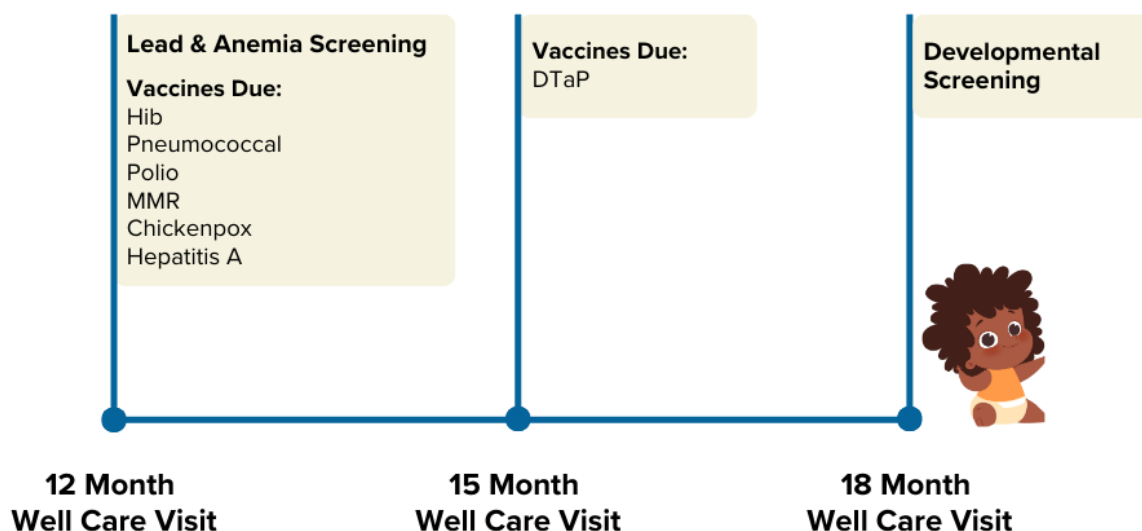 Lead & Anemia Screening
Vaccines Due:
Hib
Pneumococcal
Polio
MMR
Chickenpox
Hepatitis A
Vaccines Due:
DTaP
Developmental
Screening
12 Month
Well Care Visit
15 Month
Well Care Visit
18 Month
Well Care Visit